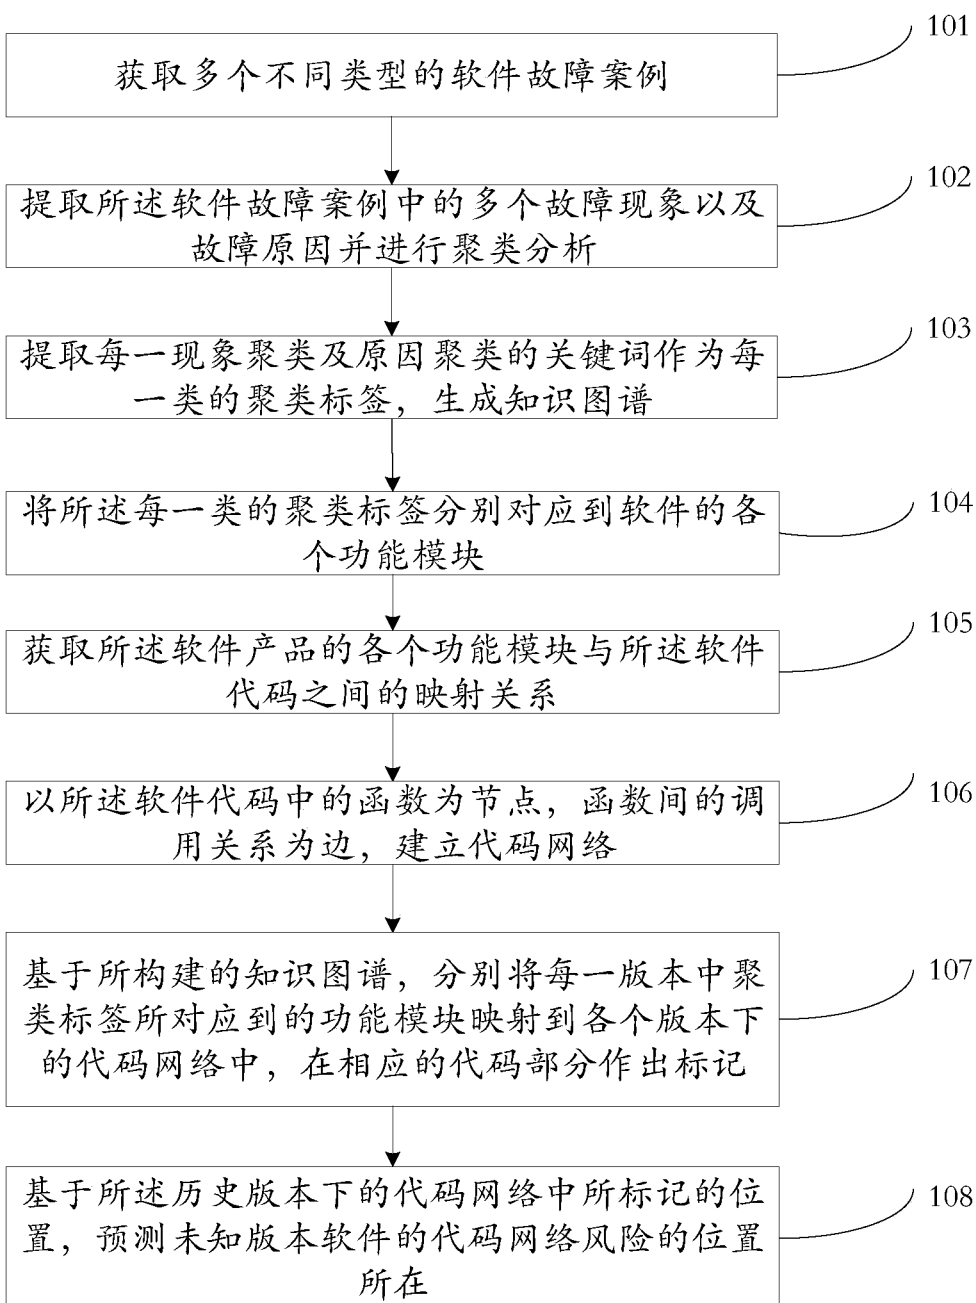 101
获取多个不同类型的软件故障案例
102
提取所述软件故障案例中的多个故障现象以及
故障原因并进行聚类分析
103
提取每一现象聚类及原因聚类的关键词作为每
一类的聚类标签，生成知识图谱
104
将所述每一类的聚类标签分别对应到软件的各
个功能模块
105
获取所述软件产品的各个功能模块与所述软件
代码之间的映射关系
106
以所述软件代码中的函数为节点，函数间的调
用关系为边，建立代码网络
107
基于所构建的知识图谱，分别将每一版本中聚
类标签所对应到的功能模块映射到各个版本下
的代码网络中，在相应的代码部分作出标记
108
基于所述历史版本下的代码网络中所标记的位
置，预测未知版本软件的代码网络风险的位置
所在